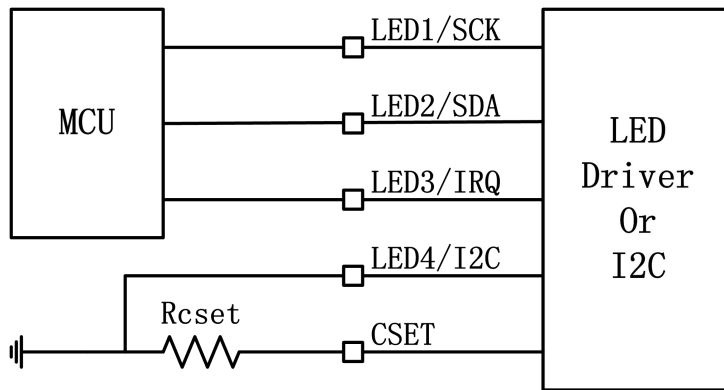 LED1/SCK
MCU
LED2/SDA
LED3/IRQ
LED
Driver
Or
I2C
LED4/I2C
Rcset
CSET